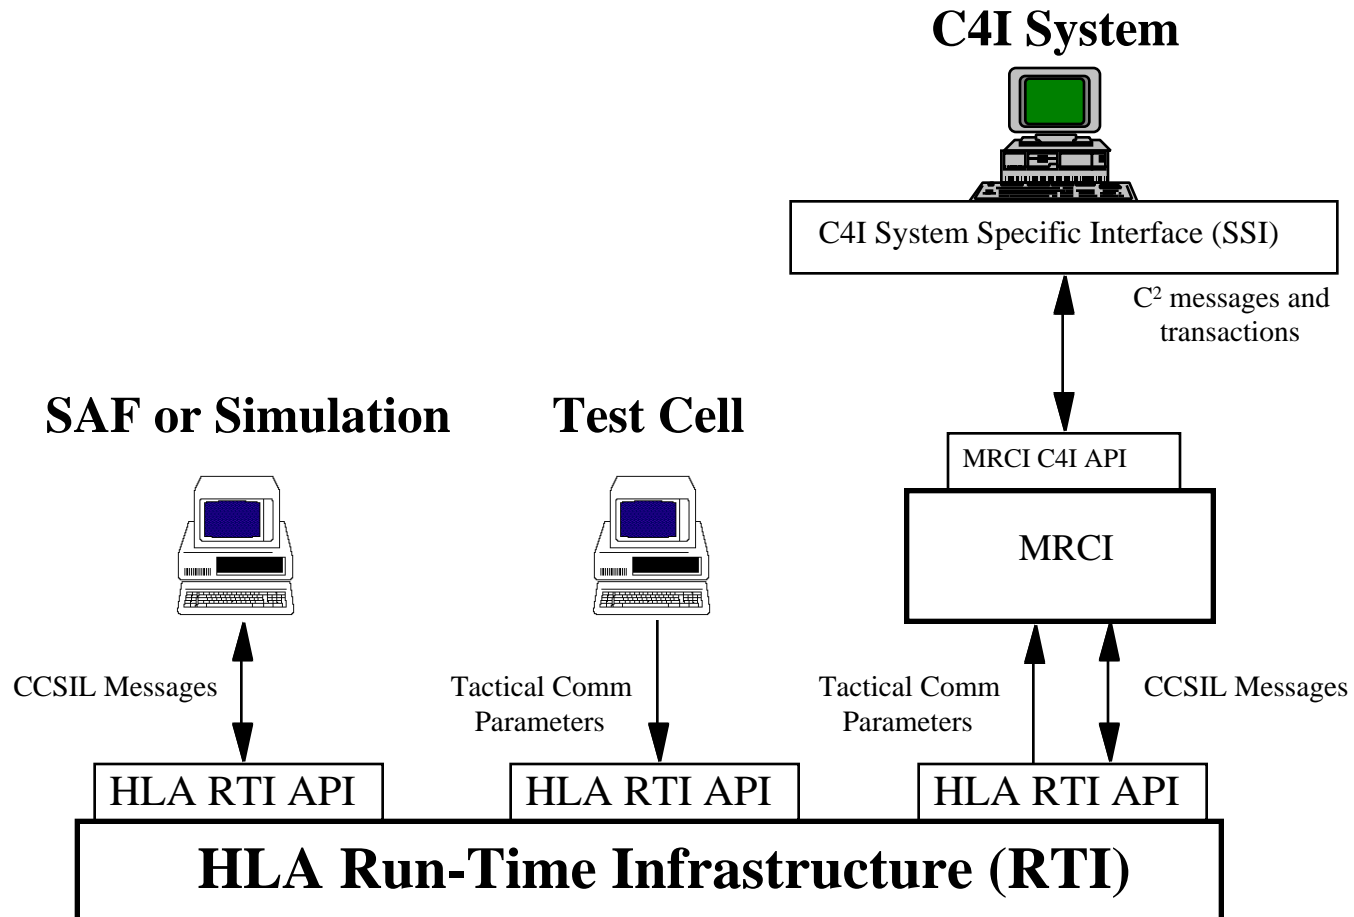 C4I System
C4I System Specific Interface (SSI)
C² messages and
transactions
SAF or Simulation
Test Cell
MRCI C4I API
MRCI
CCSIL Messages
Tactical Comm
Parameters
Tactical Comm
Parameters
CCSIL Messages
HLA RTI API
HLA RTI API
HLA RTI API
HLA Run-Time Infrastructure (RTI)